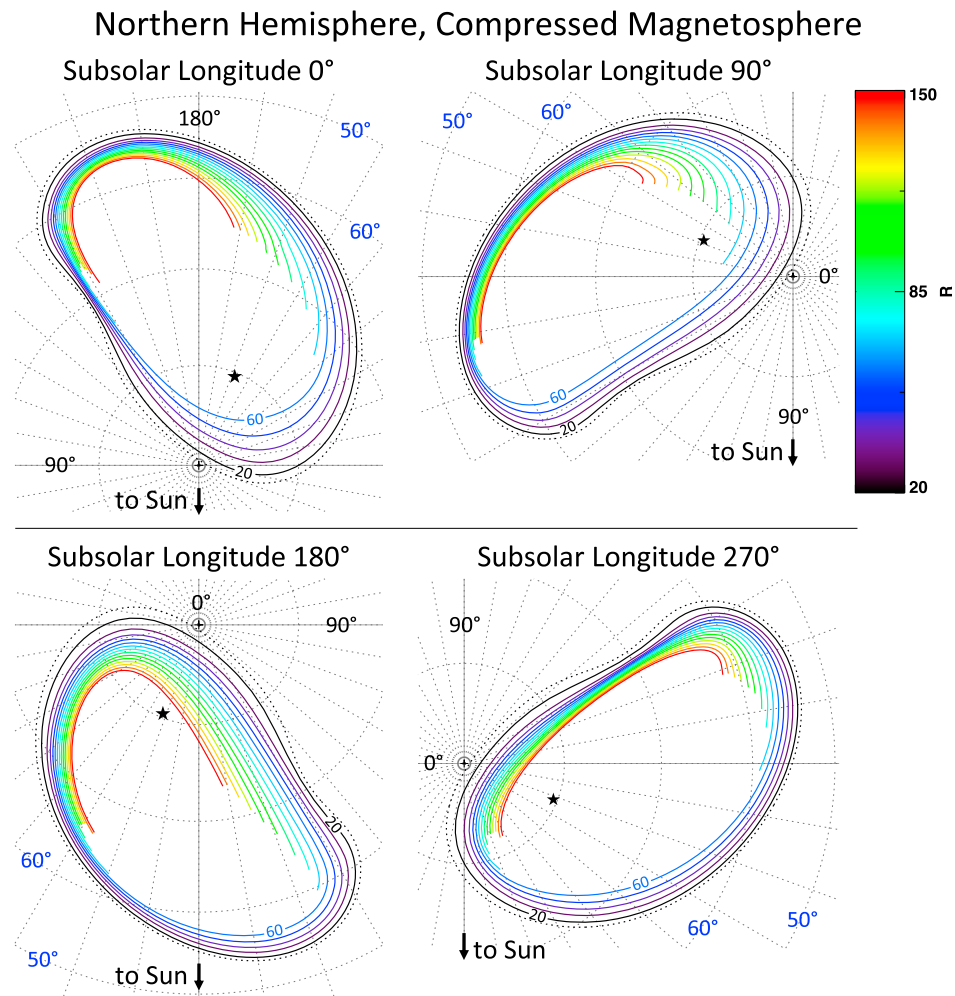 Northern Hemisphere, Compressed Magnetosphere
Subsolar Longitude 0°
Subsolar Longitude 90°
180°
50°
60°
90°
60
20
to Sun
50°
60°
0°
60
20
90°
to Sun
150
85
R
20
Subsolar Longitude 180°
Subsolar Longitude 270°
0°
90°
20
60°
60
50°
to Sun
90°
0°
60
20
60°
50°
to Sun